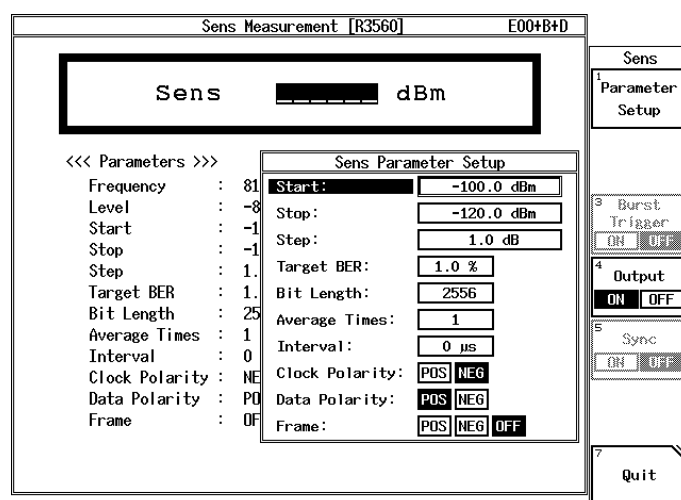 Sens Measurement [R3560] E00+B+D
Sens dBm
<<< Parameters >>>
Frequency : 81
Level : -8
Start : -1
Stop : -1
Step : 1.
Target BER : 1.
Bit Length : 25
Average Times : 1
Interval : 0
Clock Polarity : NE
Data Polarity : PO
Frame : OF
Sens Parameter Setup
Start: -100.0 dBm
Stop: -120.0 dBm
Step: 1.0 dB
Target BER: 1.0 %
Bit Length: 2556
Average Times: 1
Interval: 0 μs
Clock Polarity: POS NEG
Data Polarity: POS NEG
Frame: POS NEG OFF
Sens
1
Parameter
Setup
3 Burst
Trigger
ON OFF
4
Output
ON OFF
5
Sync
ON OFF
7
Quit